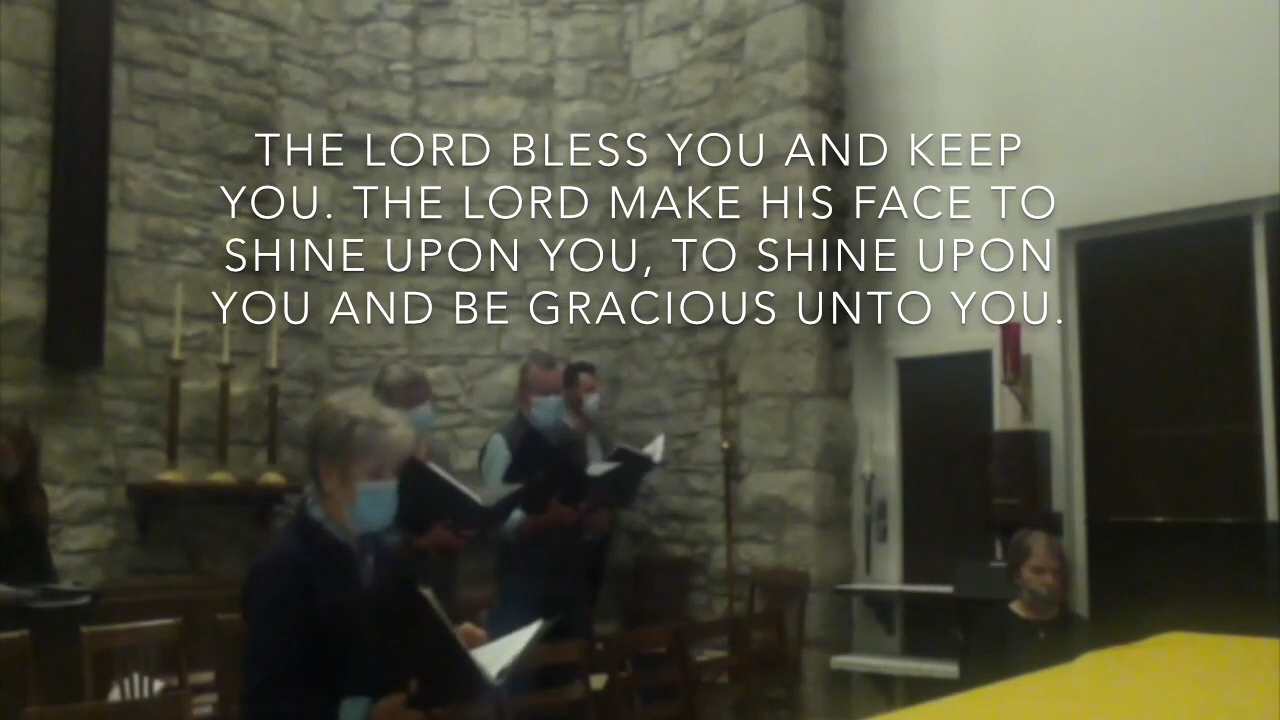 THE LORD BLESS YOU AND KEEP
YOU. THE LORD MAKE HIS FACE TO
SHINE UPON YOU, TO SHINE UPON
YOU AND BE GRACIOUS UNTO YOU.